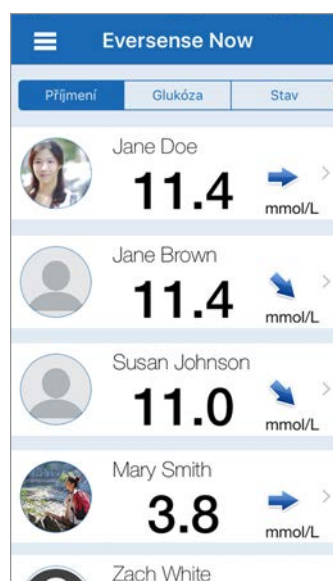 Eversense Now
Příjmení Glukóza Stav
Jane Doe
11.4 mmol/L
Jane Brown
11.4 mmol/L
Susan Johnson
11.0 mmol/L
Mary Smith
3.8 mmol/L
Zach White